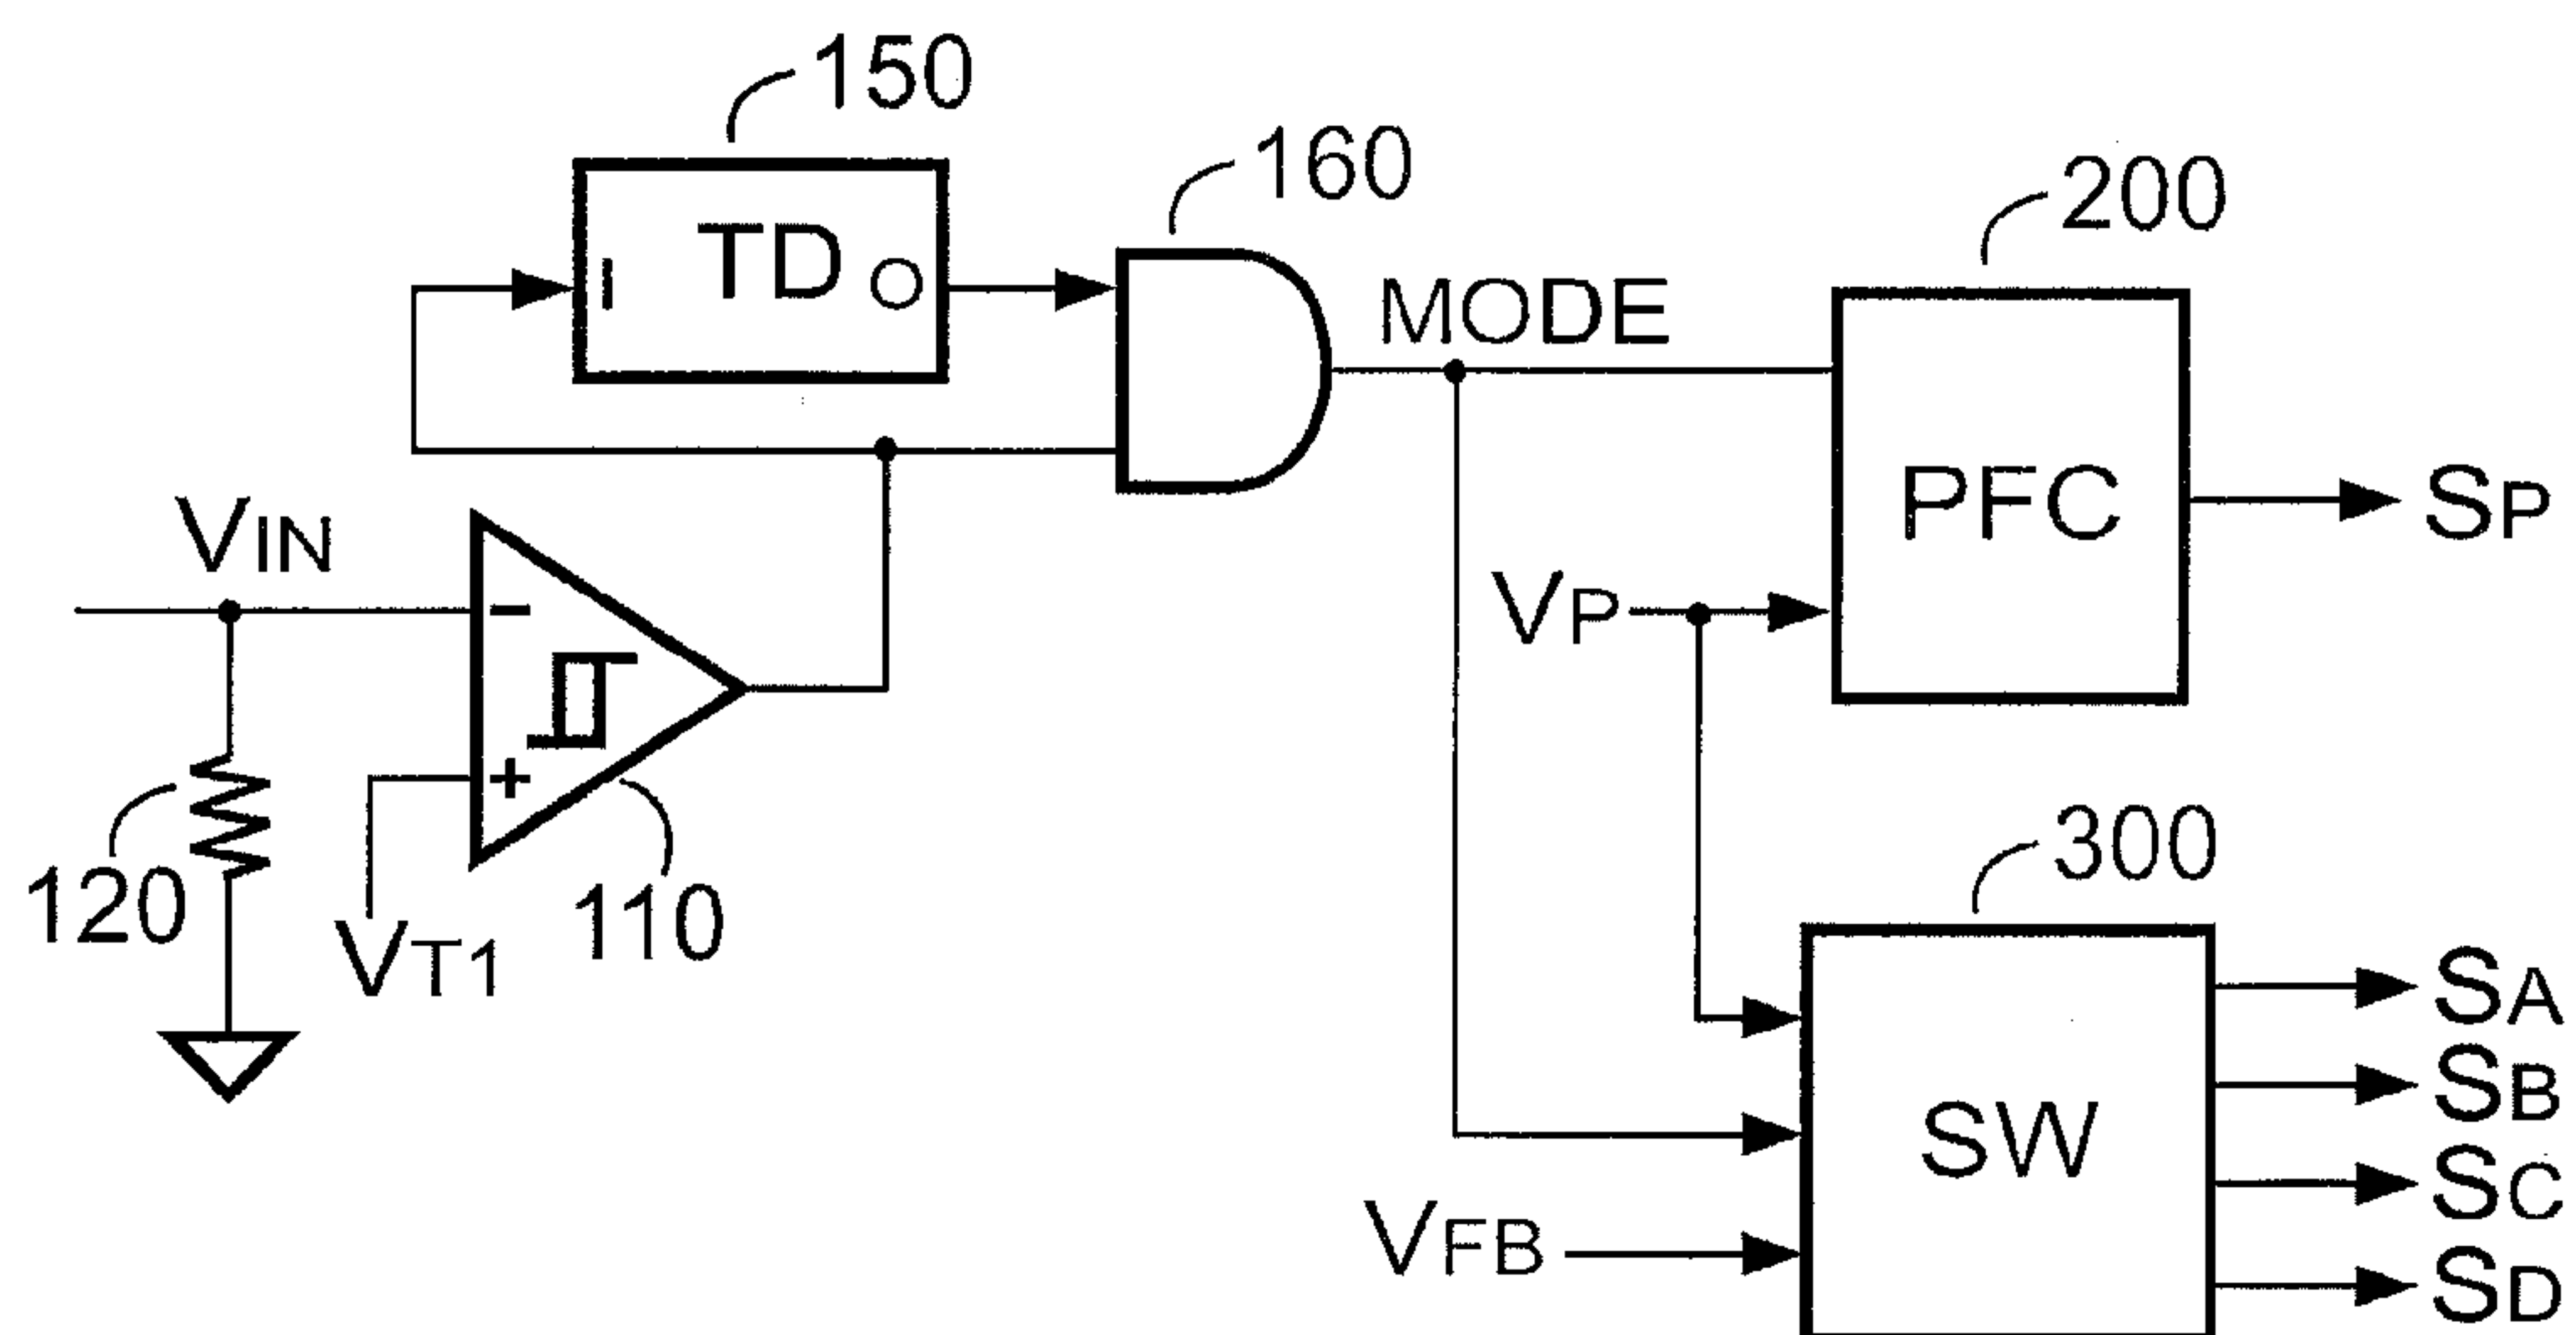 150
160
200
I TD O
MODE
PFC
SP
VIN
-
VP
+
120
VT1
110
300
SA
SB
SW
SC
VFB
SD